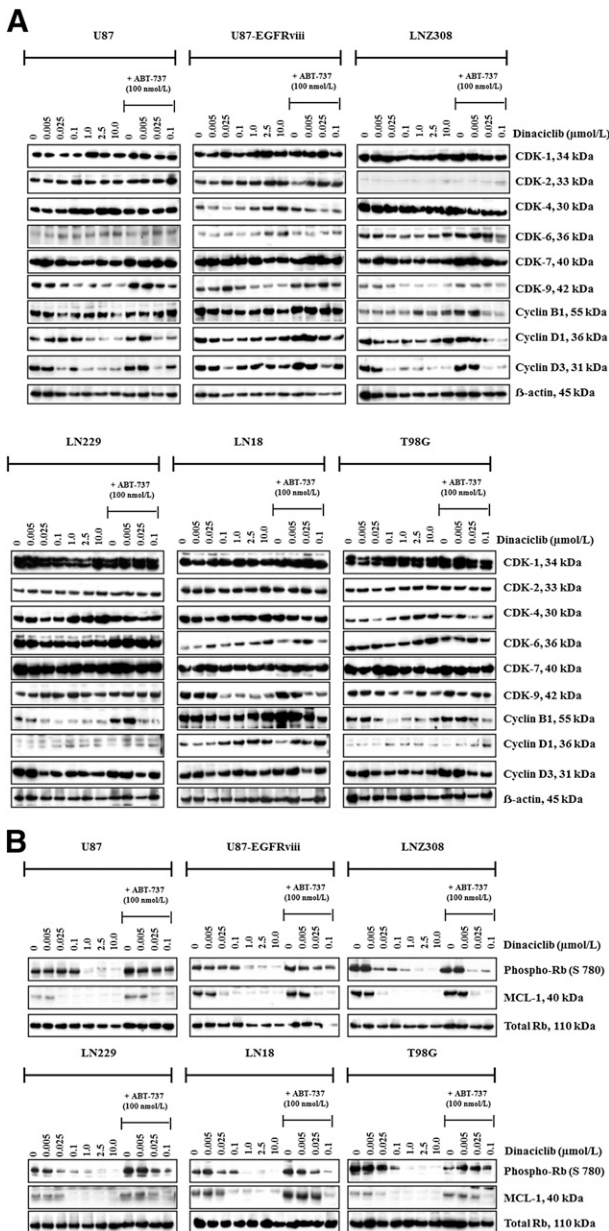 A
U87 U87-EGFRviii LNZ308
+ ABT-737 (100 nmol/L) + ABT-737 (100 nmol/L) + ABT-737 (100 nmol/L)
0 0.005 0.025 0.1 1.0 2.5 10.0 0 0.005 0.025 0.1 0 0.005 0.025 0.1 1.0 2.5 10.0 0 0.005 0.025 0.1 0 0.005 0.025 0.1 1.0 2.5 10.0 0 0.005 0.025 0.1 Dinaciclib (µmol/L)
CDK-1, 34 kDa
CDK-2, 33 kDa
CDK-4, 30 kDa
CDK-6, 36 kDa
CDK-7, 40 kDa
CDK-9, 42 kDa
Cyclin B1, 55 kDa
Cyclin D1, 36 kDa
Cyclin D3, 31 kDa
ß-actin, 45 kDa
LN229 LN18 T98G
+ ABT-737 (100 nmol/L) + ABT-737 (100 nmol/L) + ABT-737 (100 nmol/L)
0 0.005 0.025 0.1 1.0 2.5 10.0 0 0.005 0.025 0.1 0 0.005 0.025 0.1 1.0 2.5 10.0 0 0.005 0.025 0.1 0 0.005 0.025 0.1 1.0 2.5 10.0 0 0.005 0.025 0.1 Dinaciclib (µmol/L)
CDK-1, 34 kDa
CDK-2, 33 kDa
CDK-4, 30 kDa
CDK-6, 36 kDa
CDK-7, 40 kDa
CDK-9, 42 kDa
Cyclin B1, 55 kDa
Cyclin D1, 36 kDa
Cyclin D3, 31 kDa
ß-actin, 45 kDa
B
U87 U87-EGFRviii LNZ308
+ ABT-737 (100 nmol/L) + ABT-737 (100 nmol/L) + ABT-737 (100 nmol/L)
0 0.005 0.025 0.1 1.0 2.5 10.0 0 0.005 0.025 0.1 0 0.005 0.025 0.1 1.0 2.5 10.0 0 0.005 0.025 0.1 0 0.005 0.025 0.1 1.0 2.5 10.0 0 0.005 0.025 0.1 Dinaciclib (µmol/L)
Phospho-Rb (S 780)
MCL-1, 40 kDa
Total Rb, 110 kDa
LN229 LN18 T98G
+ ABT-737 (100 nmol/L) + ABT-737 (100 nmol/L) + ABT-737 (100 nmol/L)
0 0.005 0.025 0.1 1.0 2.5 10.0 0 0.005 0.025 0.1 0 0.005 0.025 0.1 1.0 2.5 10.0 0 0.005 0.025 0.1 0 0.005 0.025 0.1 1.0 2.5 10.0 0 0.005 0.025 0.1 Dinaciclib (µmol/L)
Phospho-Rb (S 780)
MCL-1, 40 kDa
Total Rb, 110 kDa